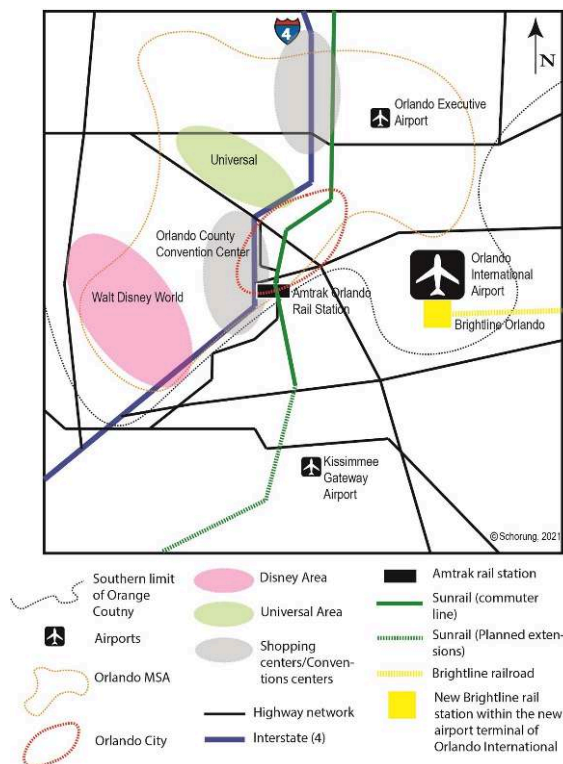 4
N
Orlando Executive
Airport
Universal
Orlando County
Convention Center
Orlando
International
Airport
Walt Disney World
Amtrak Orlando
Rail Station
Brightline Orlando
Kissimmee
Gateway
Airport
©Schorung, 2021
Southern limit
of Orange
Coutny
Airports
Orlando MSA
Orlando City
Disney Area
Universal Area
Shopping
centers/Conven-
tions centers
Highway network
Interstate (4)
Amtrak rail station
Sunrail (commuter
line)
Sunrail (Planned exten-
sions)
Brightline railroad
New Brightline rail
station within the new
airport terminal of
Orlando International